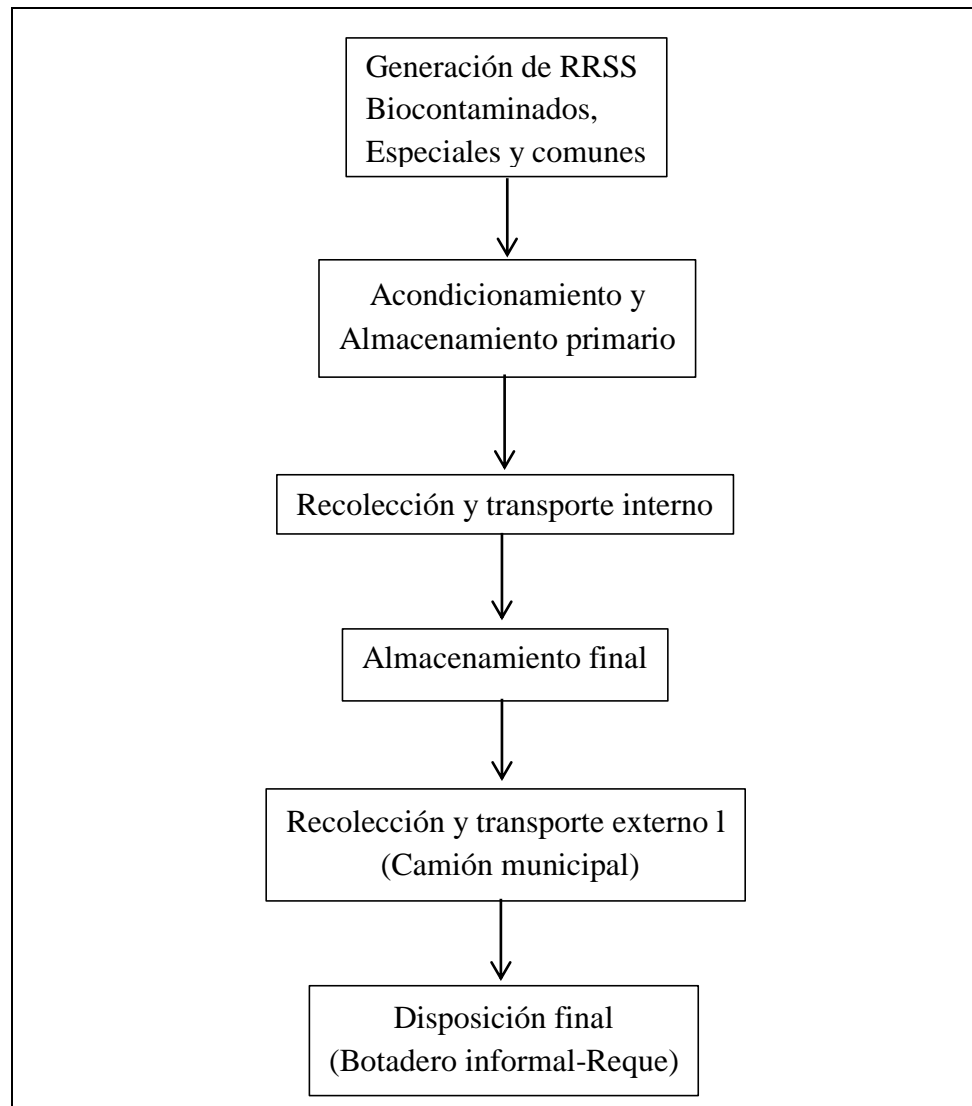 Generación de RRSS
Biocontaminados,
Especiales y comunes
Acondicionamiento y
Almacenamiento primario
Recolección y transporte interno
Almacenamiento final
Recolección y transporte externo l
(Camión municipal)
Disposición final
(Botadero informal-Reque)